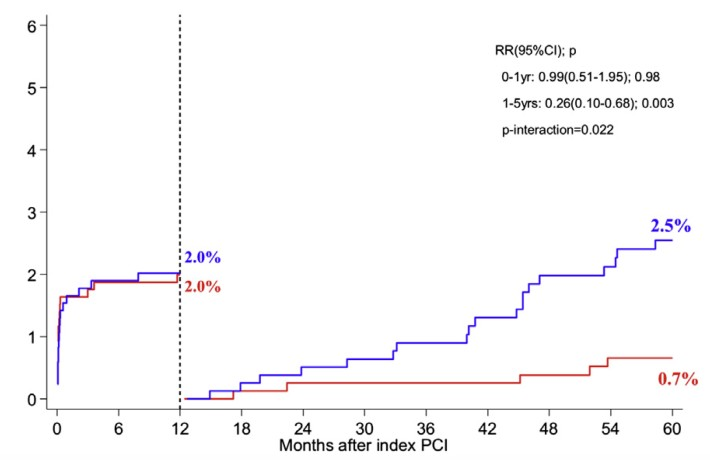 6
RR(95%CI); p
0-1yr: 0.99(0.51-1.95); 0.98
5
1-5yrs: 0.26(0.10-0.68); 0.003
p-interaction=0.022
4
3
2.5%
2.0%
2
2.0%
1
0.7%
0
0 6 12 18 24 30 36 42 48 54 60
Months after index PCI